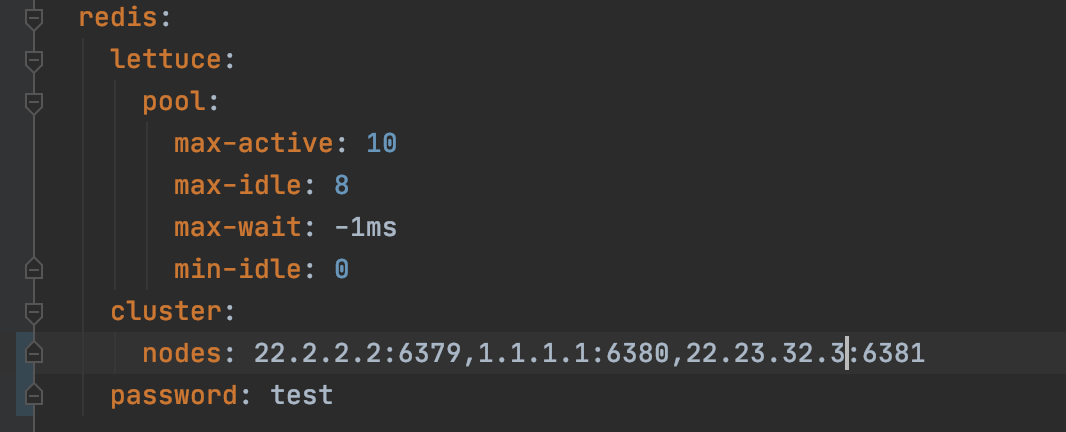 redis:
lettuce:
pool:
max-active: 10
max-idle: 8
max-wait: -1ms
min-idle: 0
cluster:
nodes: 22.2.2.2:6379,1.1.1.1:6380,22.23.32.3:6381
password: test